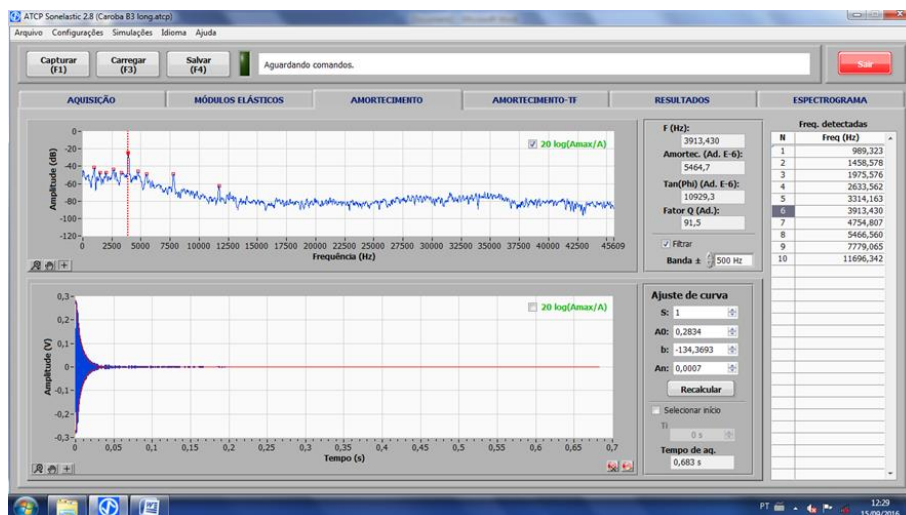 ATCP Sonelastic 2.8 (Caroba B3 long.atcp)
Arquivo Configurações Simulações Idioma Ajuda
Capturar (F1)
Carregar (F3)
Salvar (F4)
Aguardando comandos.
Sair
AQUISIÇÃO MÓDULOS ELÁSTICOS AMORTECIMENTO AMORTECIMENTO-TF RESULTADOS ESPECTROGRAMA
Amplitude (dB)
0
-20
-40
-60
-80
-100
-120
20 log(Amax/A)
0 2500 5000 7500 10000 12500 15000 17500 20000 22500 25000 27500 30000 32500 35000 37500 40000 42500 45609
Frequência (Hz)
F (Hz):
3913,430
Amortec. (Ad. E-6):
5464,7
Tan(Phi) (Ad. E-6):
10929,3
Fator Q (Ad.):
91,5
Filtrar
Banda ± 500 Hz
Freq. detectadas
N Freq (Hz)
1 989,323
2 1458,578
3 1975,576
4 2633,562
5 3314,163
6 3913,430
7 4754,807
8 5466,560
9 7779,065
10 11696,342
Amplitude (V)
0,3
0,2
0,1
0
-0,1
-0,2
-0,3
20 log(Amax/A)
0 0,05 0,1 0,15 0,2 0,25 0,3 0,35 0,4 0,45 0,5 0,55 0,6 0,65 0,7
Tempo (s)
Ajuste de curva
S: 1
A0: 0,2834
b: -134,3693
An: 0,0007
Recalcular
Selecionar início
Ti
0 s
Tempo de aq.
0,683 s
PT
12:29
15/09/2016